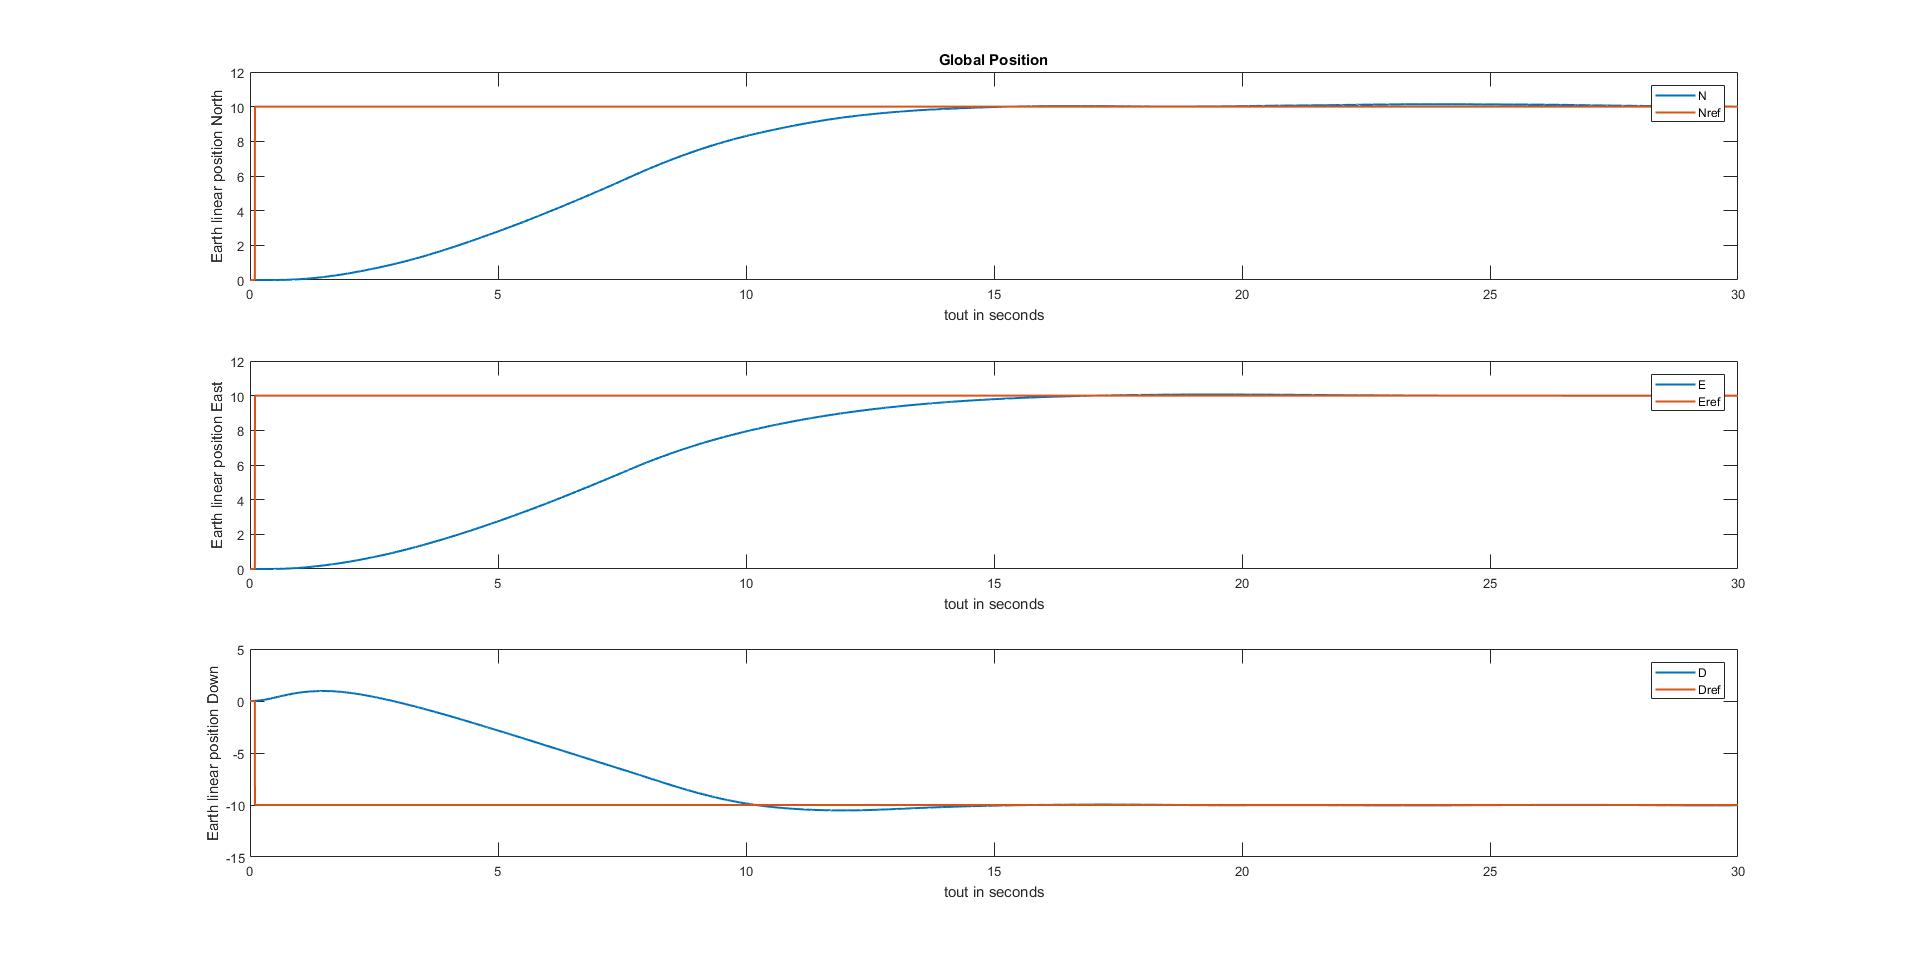 Global Position
Earth linear position North
12
10
8
6
4
2
0
N
Nref
0 5 10 15 20 25 30
tout in seconds
Earth linear position East
12
10
8
6
4
2
0
E
Eref
0 5 10 15 20 25 30
tout in seconds
Earth linear position Down
5
0
-5
-10
-15
D
Dref
0 5 10 15 20 25 30
tout in seconds